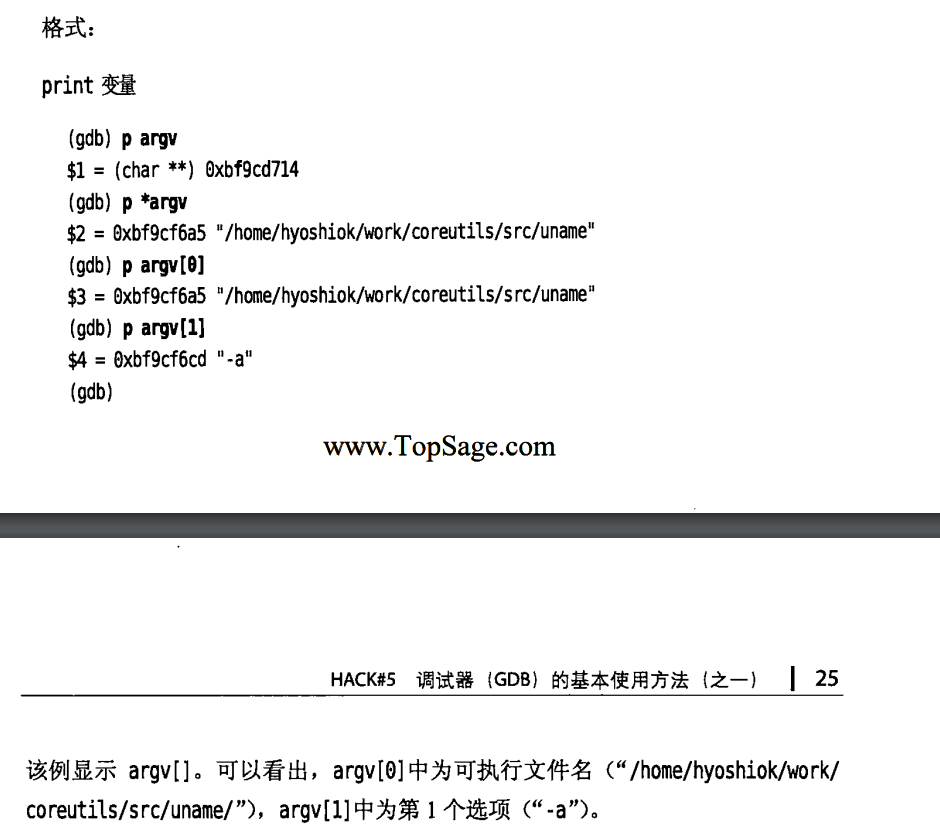 格式：
print 变量
(gdb) p argv
$1 = (char **) 0xbf9cd714
(gdb) p *argv
$2 = 0xbf9cf6a5 "/home/hyoshiok/work/coreutils/src/uname"
(gdb) p argv[0]
$3 = 0xbf9cf6a5 "/home/hyoshiok/work/coreutils/src/uname"
(gdb) p argv[1]
$4 = 0xbf9cf6cd "-a"
(gdb)
www.TopSage.com
HACK#5 调试器（GDB）的基本使用方法（之一） | 25
该例显示 argv[]。可以看出，argv[0]中为可执行文件名（“/home/hyoshiok/work/
coreutils/src/uname/”），argv[1]中为第 1 个选项（“-a”）。